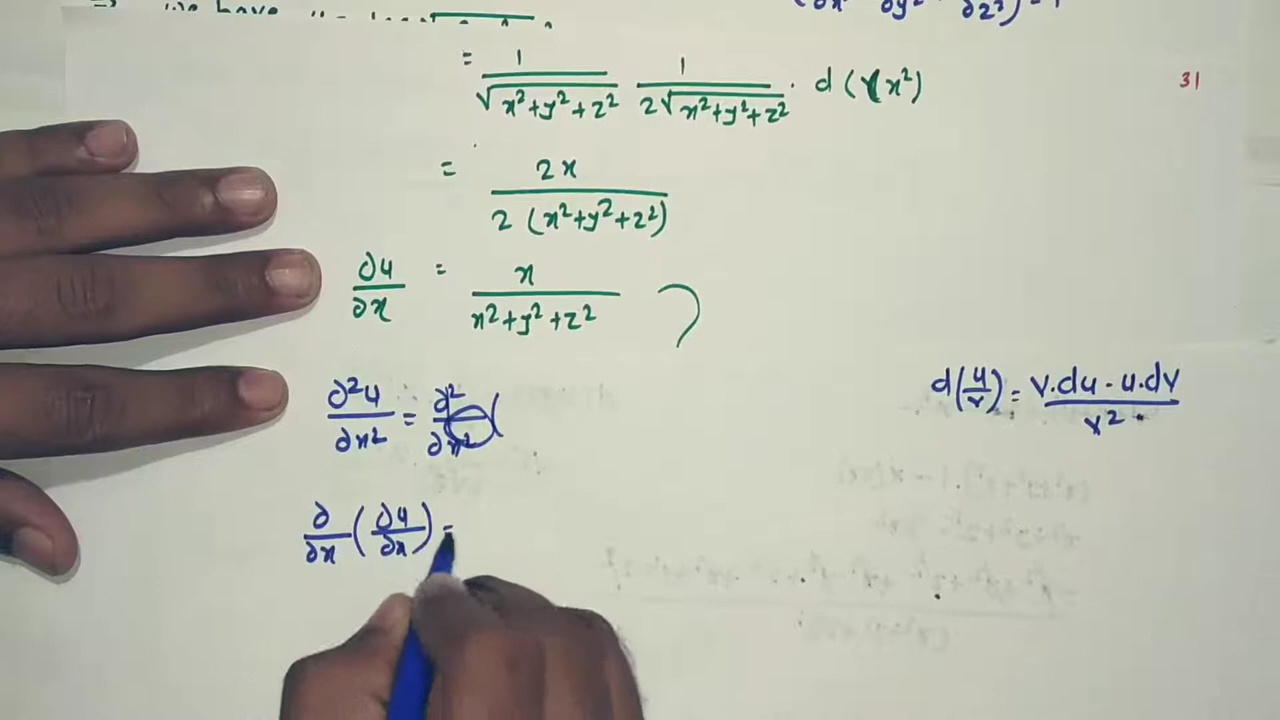 = 1/√(x²+y²+z²) 1/2√(x²+y²+z²) · d(x²)
31
= 2x/2(x²+y²+z²)
∂u/∂x = x/x²+y²+z²
∂²u/∂x² = ∂²/∂x² (
d(u/v) = v.du - u.dv/v²
∂/∂x (∂u/∂x) =